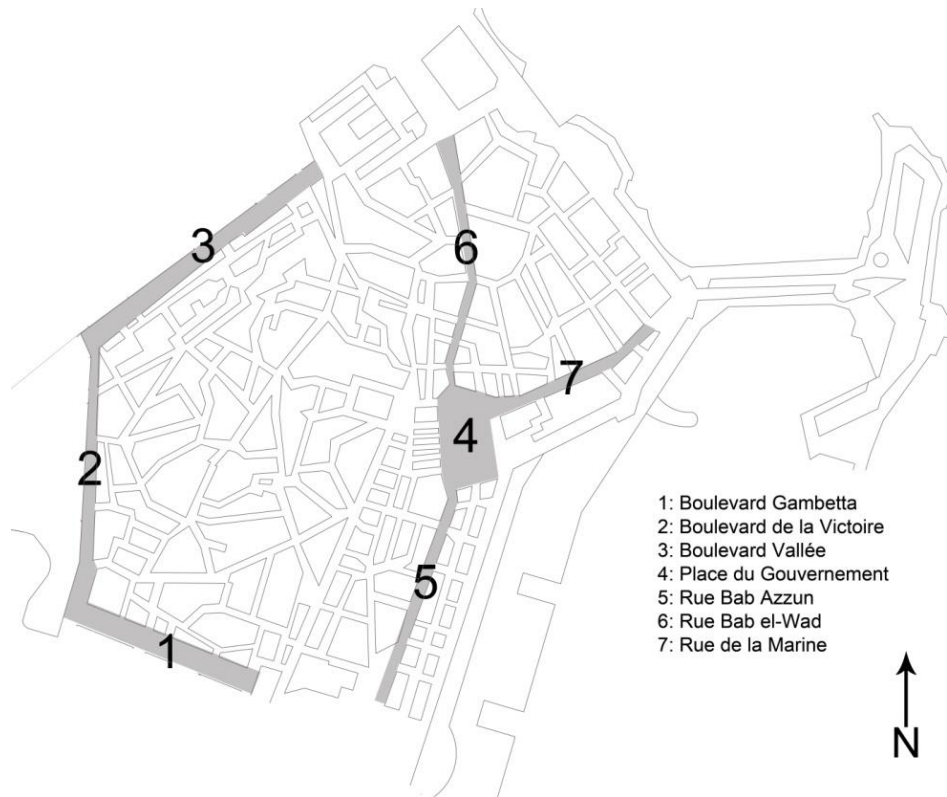 3
6
7
4
2
1: Boulevard Gambetta
2: Boulevard de la Victoire
3: Boulevard Vallée
4: Place du Gouvernement
5: Rue Bab Azzun
6: Rue Bab el-Wad
7: Rue de la Marine
5
1
N